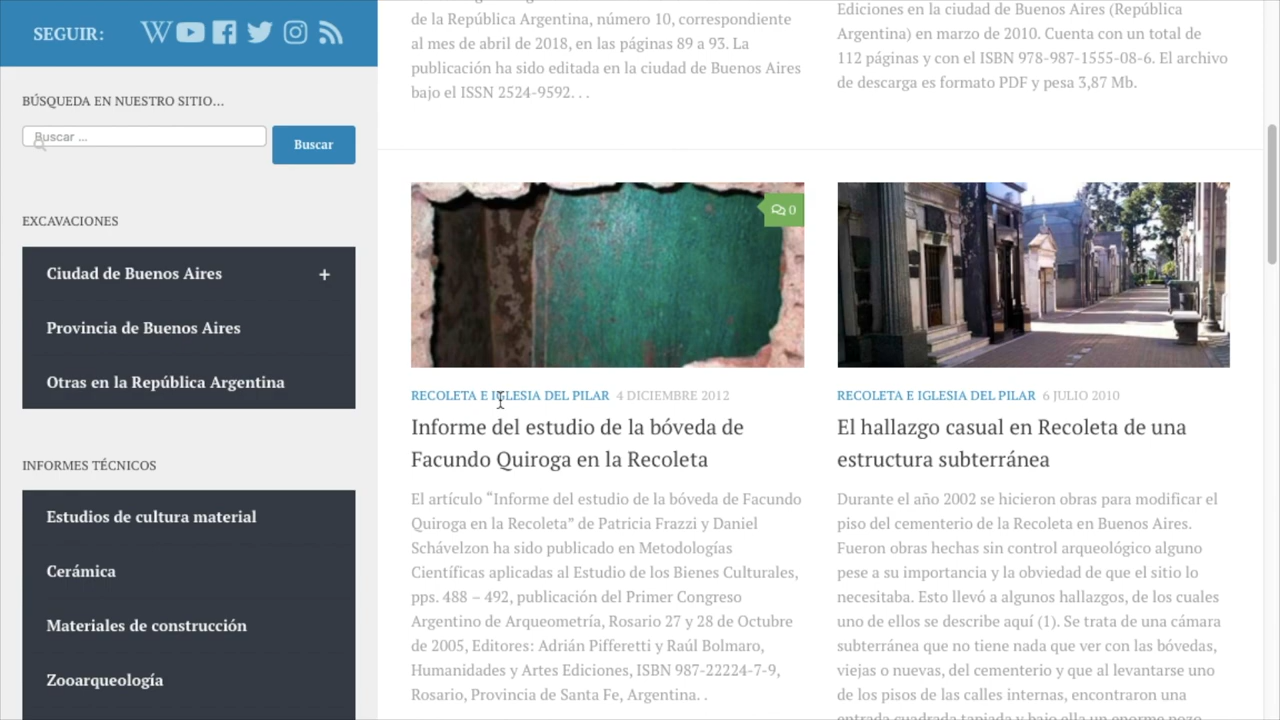 SEGUIR:
BÚSQUEDA EN NUESTRO SITIO…
Buscar ...
Buscar
EXCAVACIONES
Ciudad de Buenos Aires +
Provincia de Buenos Aires
Otras en la República Argentina
INFORMES TÉCNICOS
Estudios de cultura material
Cerámica
Materiales de construcción
Zooarqueología
de la República Argentina, número 10, correspondiente
al mes de abril de 2018, en las páginas 89 a 93. La
publicación ha sido editada en la ciudad de Buenos Aires
bajo el ISSN 2524-9592. . .
Ediciones en la ciudad de Buenos Aires (República
Argentina) en marzo de 2010. Cuenta con un total de
112 páginas y con el ISBN 978-987-1555-08-6. El archivo
de descarga es formato PDF y pesa 3,87 Mb.
0
RECOLETA E IGLESIA DEL PILAR 4 DICIEMBRE 2012
Informe del estudio de la bóveda de
Facundo Quiroga en la Recoleta
El artículo “Informe del estudio de la bóveda de Facundo
Quiroga en la Recoleta” de Patricia Frazzi y Daniel
Schávelzon ha sido publicado en Metodologías
Científicas aplicadas al Estudio de los Bienes Culturales,
pps. 488 – 492, publicación del Primer Congreso
Argentino de Arqueometría, Rosario 27 y 28 de Octubre
de 2005, Editores: Adrián Pifferetti y Raúl Bolmaro,
Humanidades y Artes Ediciones, ISBN 987-22224-7-9,
Rosario, Provincia de Santa Fe, Argentina. .
RECOLETA E IGLESIA DEL PILAR 6 JULIO 2010
El hallazgo casual en Recoleta de una
estructura subterránea
Durante el año 2002 se hicieron obras para modificar el
piso del cementerio de la Recoleta en Buenos Aires.
Fueron obras hechas sin control arqueológico alguno
pese a su importancia y la obviedad de que el sitio lo
necesitaba. Esto llevó a algunos hallazgos, de los cuales
uno de ellos se describe aquí (1). Se trata de una cámara
subterránea que no tiene nada que ver con las bóvedas,
viejas o nuevas, del cementerio y que al levantarse uno
de los pisos de las calles internas, encontraron una
entrada cuadrada tapiada y bajo ella un enorme pozo